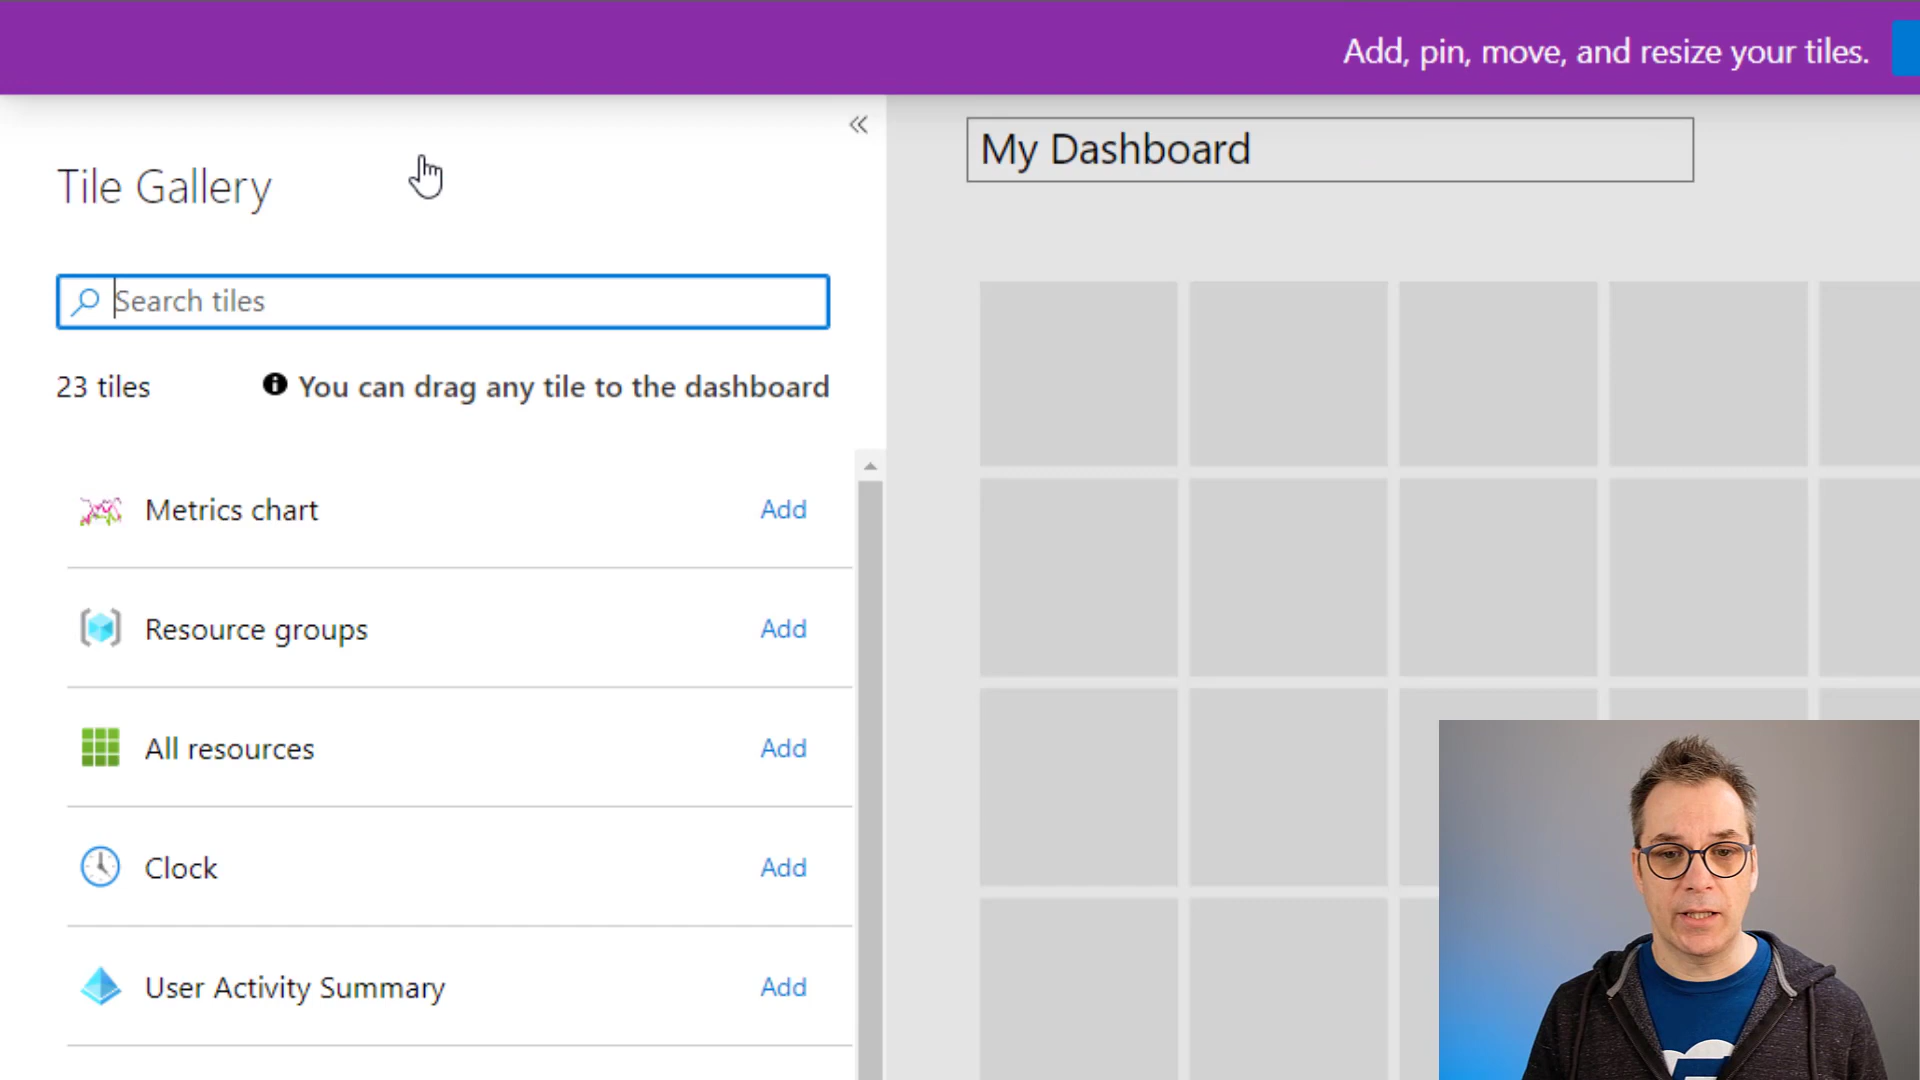 Add, pin, move, and resize your tiles.
«
My Dashboard
Tile Gallery
Search tiles
23 tiles
You can drag any tile to the dashboard
Metrics chart Add
Resource groups Add
All resources Add
Clock Add
User Activity Summary Add